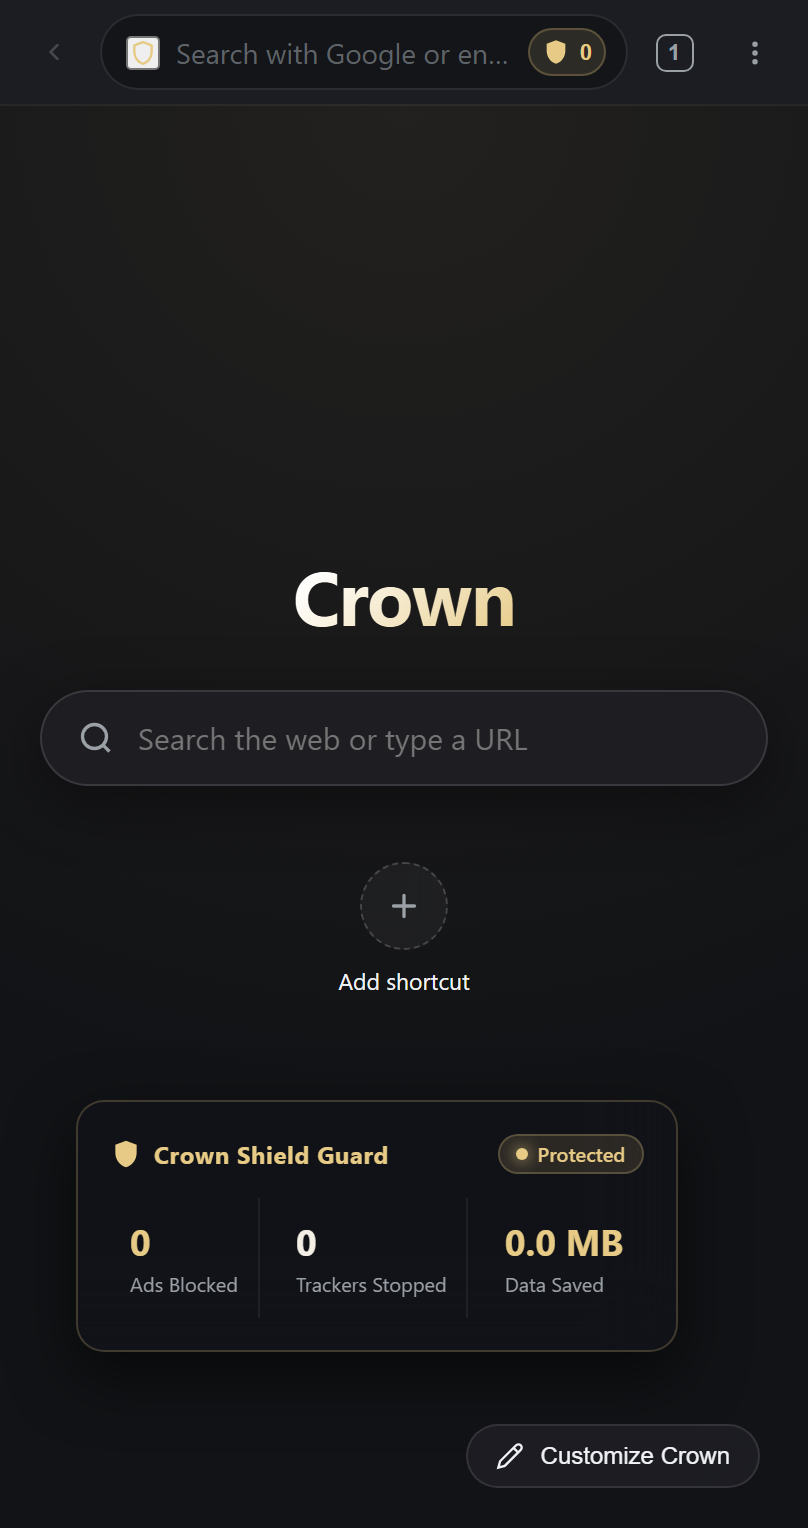 Search with Google or en...
0
1
Crown
Search the web or type a URL
Add shortcut
Crown Shield Guard
Protected
0
Ads Blocked
0
Trackers Stopped
0.0 MB
Data Saved
Customize Crown